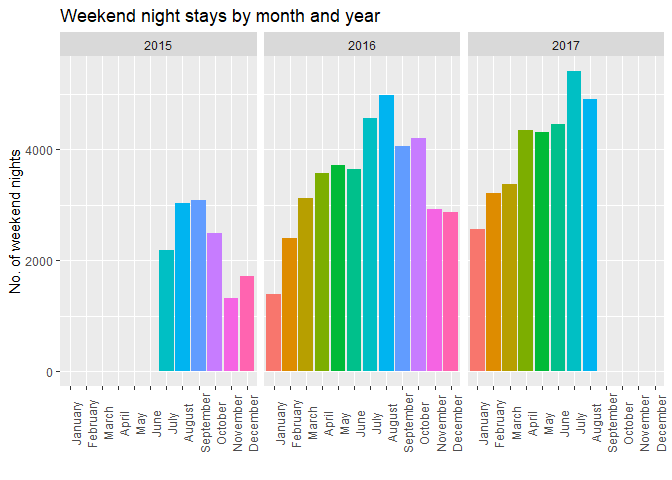 Weekend night stays by month and year
2015 2016 2017
No. of weekend nights
4000
2000
0
January February March April May June July August September October November December January February March April May June July August September October November December January February March April May June July August September October November December